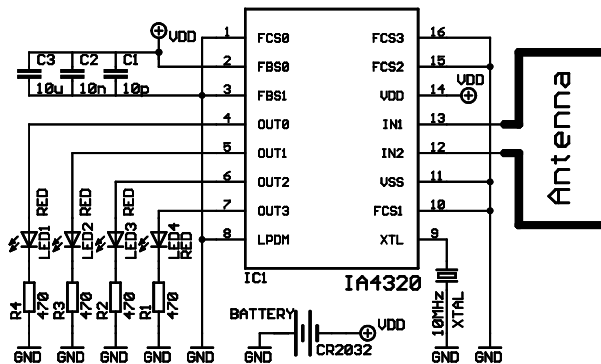 VDD
C3 C2 C1
10u 10n 10p
1 FCS0 FCS3 16
2 FBS0 FCS2 15
3 FBS1 VDD 14 VDD
4 OUT0 IN1 13
5 OUT1 IN2 12
6 OUT2 VSS 11
7 OUT3 FCS1 10
8 LPDM XTL 9
Antenna
LED1 RED
LED2 RED
LED3 RED
LED4 RED
IC1 IA4320
R4 470
R3 470
R2 470
R1 470
10MHz XTAL
BATTERY
VDD
CR2032
GND GND GND GND GND GND GND GND